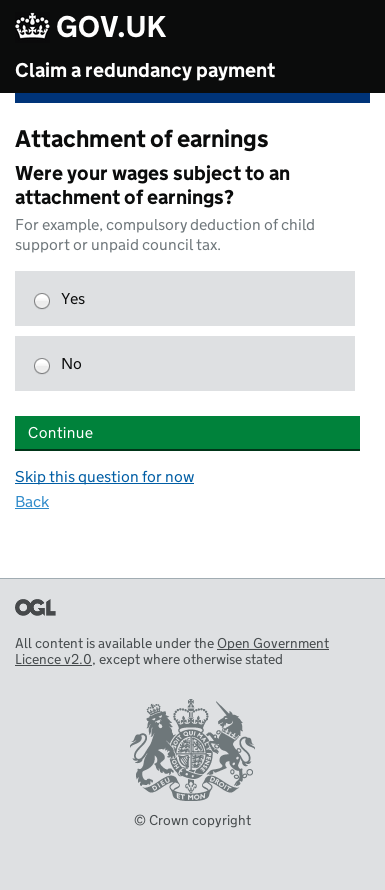 GOV.UK
Claim a redundancy payment
Attachment of earnings
Were your wages subject to an
attachment of earnings?
For example, compulsory deduction of child
support or unpaid council tax.
Yes
No
Continue
Skip this question for now
Back
OGL
All content is available under the Open Government
Licence v2.0, except where otherwise stated
DIEU ET MON DROIT
© Crown copyright